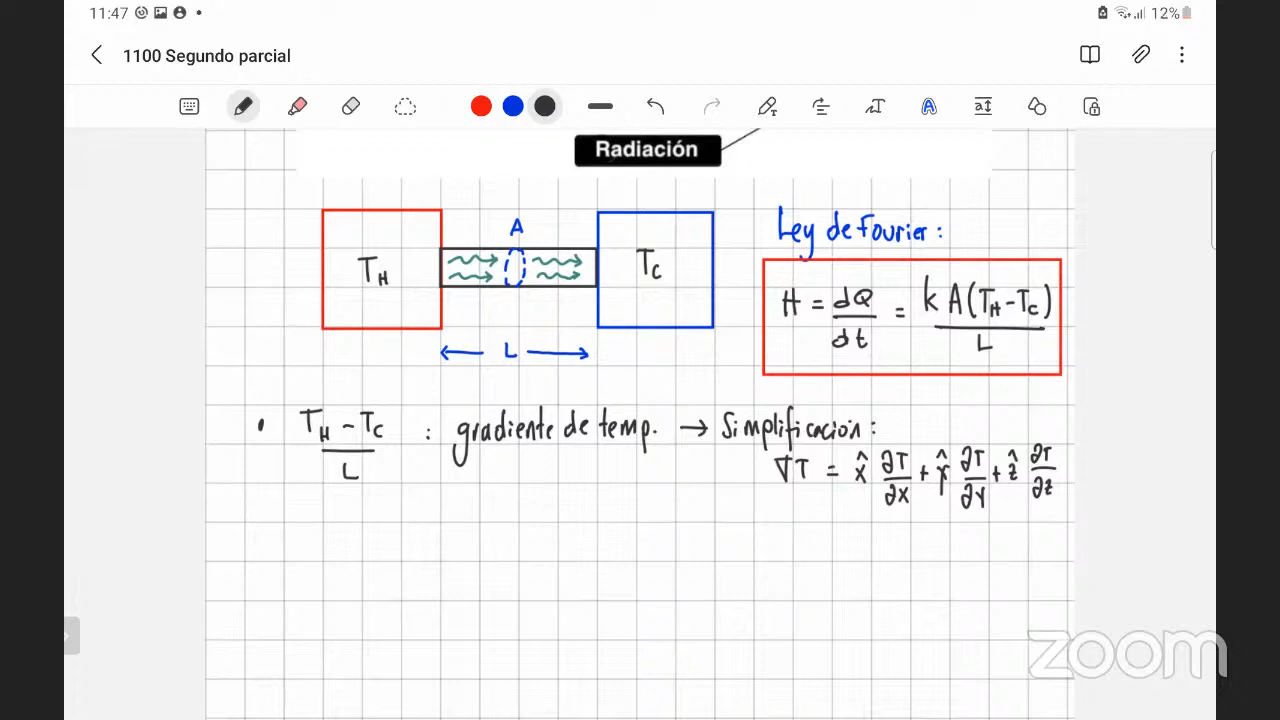 11:47
12%
1100 Segundo parcial
Radiación
A
T_H
T_C
L
Ley de Fourier:
H = dQ/dt = k A(T_H - T_C)/L
• T_H - T_C / L : gradiente de temp. → Simplificación:
∇T = x̂ ∂T/∂x + ŷ ∂T/∂y + ẑ ∂T/∂z
zoom